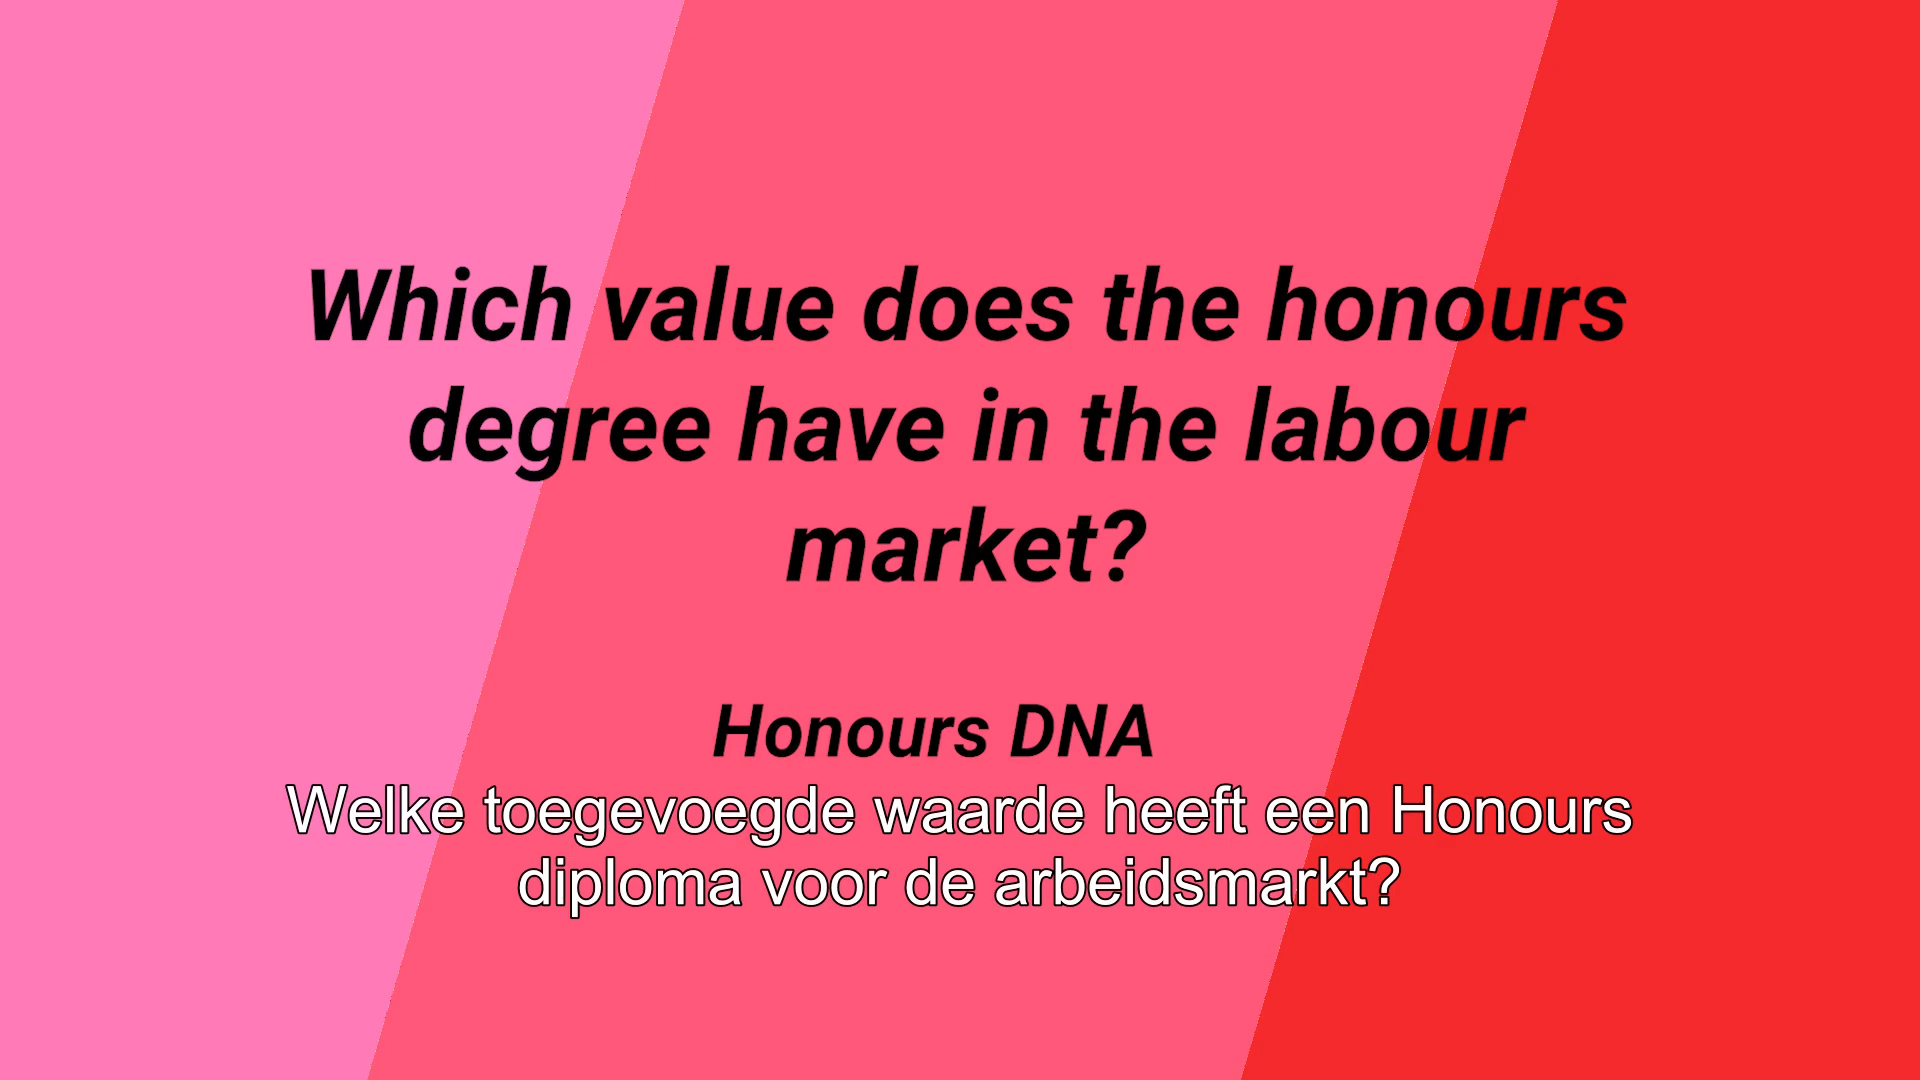 Which value does the honours
degree have in the labour
market?
Honours DNA
Welke toegevoegde waarde heeft een Honours
diploma voor de arbeidsmarkt?